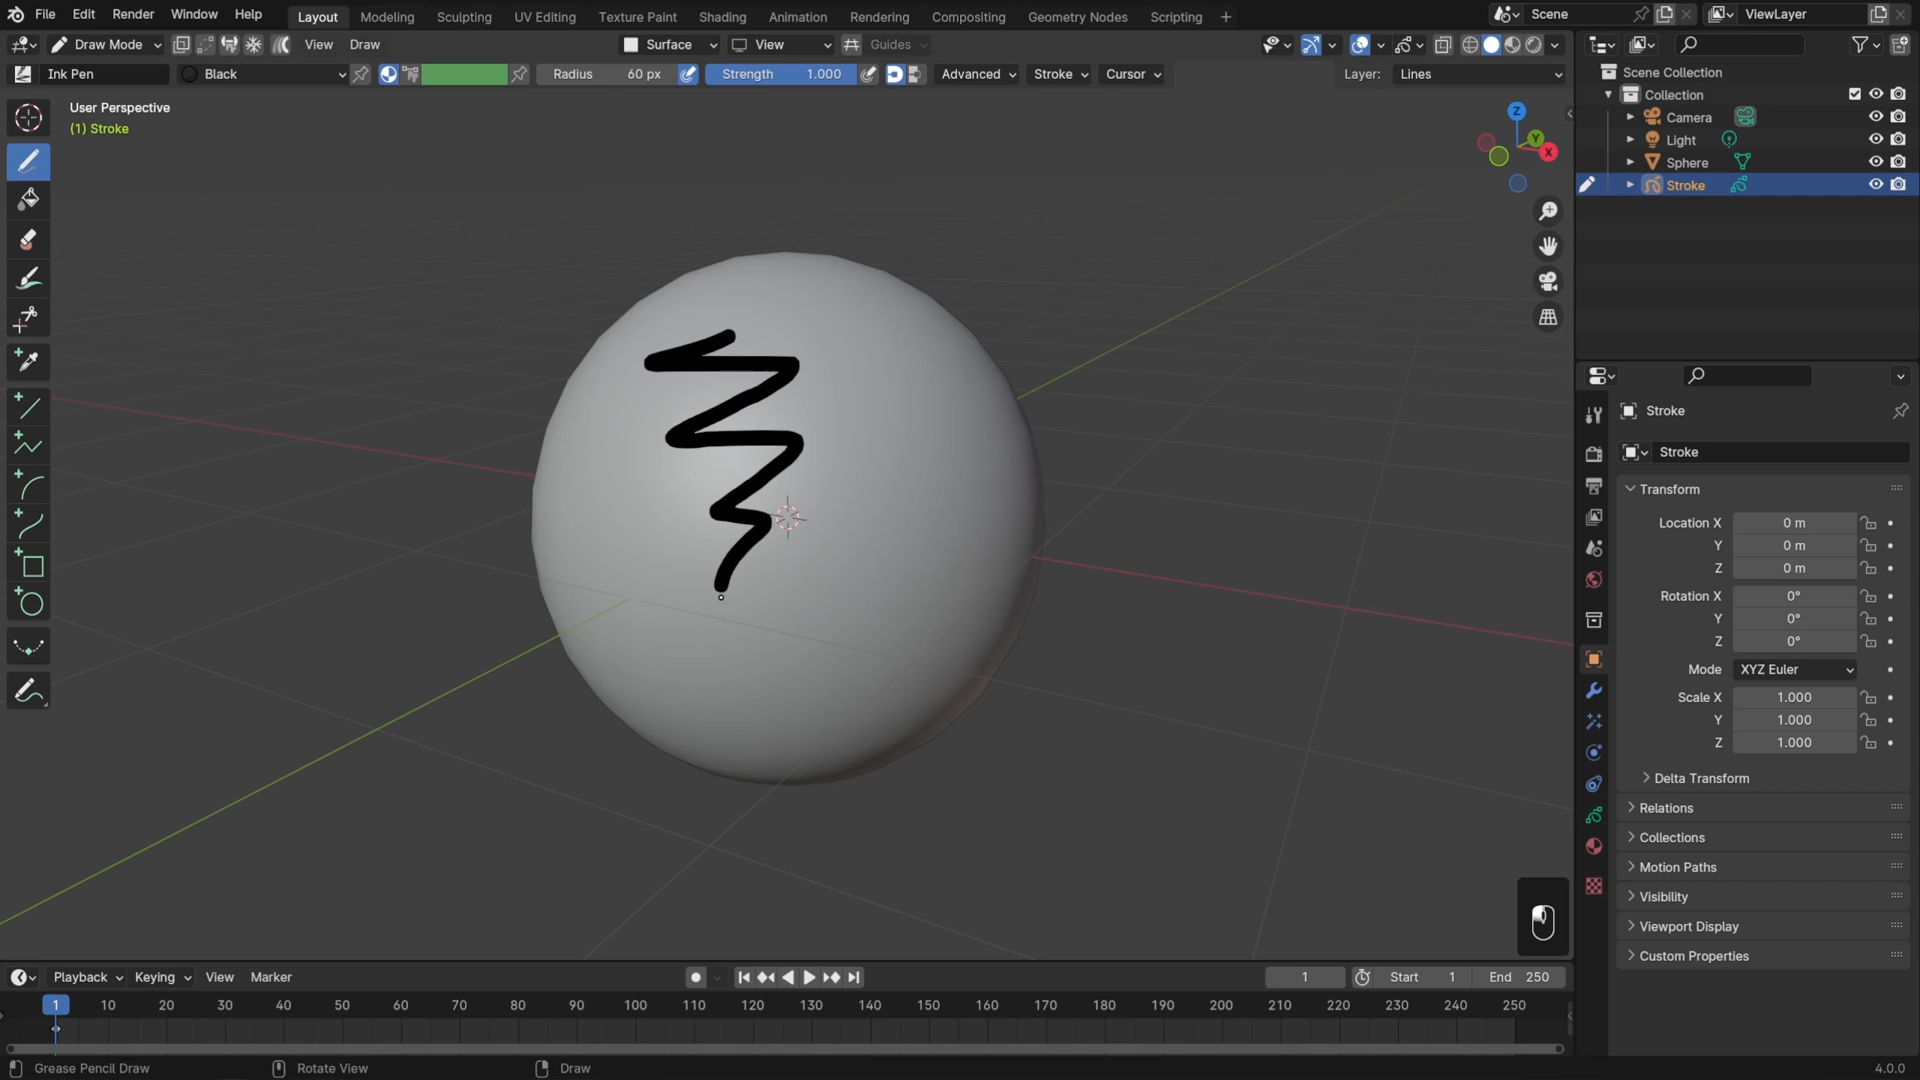 File Edit Render Window Help Layout Modeling Sculpting UV Editing Texture Paint Shading Animation Rendering Compositing Geometry Nodes Scripting + Scene ViewLayer
Draw Mode View Draw Surface View Guides
Ink Pen Black Radius 60 px Strength 1.000 Advanced Stroke Cursor Layer: Lines
Scene Collection
Collection
Camera
Light
Sphere
Stroke
User Perspective
(1) Stroke
Z
Y
X
Stroke
Stroke
Transform
Location X 0 m
Y 0 m
Z 0 m
Rotation X 0°
Y 0°
Z 0°
Mode XYZ Euler
Scale X 1.000
Y 1.000
Z 1.000
Delta Transform
Relations
Collections
Motion Paths
Visibility
Viewport Display
Custom Properties
Playback Keying View Marker 1 Start 1 End 250
1 10 20 30 40 50 60 70 80 90 100 110 120 130 140 150 160 170 180 190 200 210 220 230 240 250
Grease Pencil Draw Rotate View Draw 4.0.0